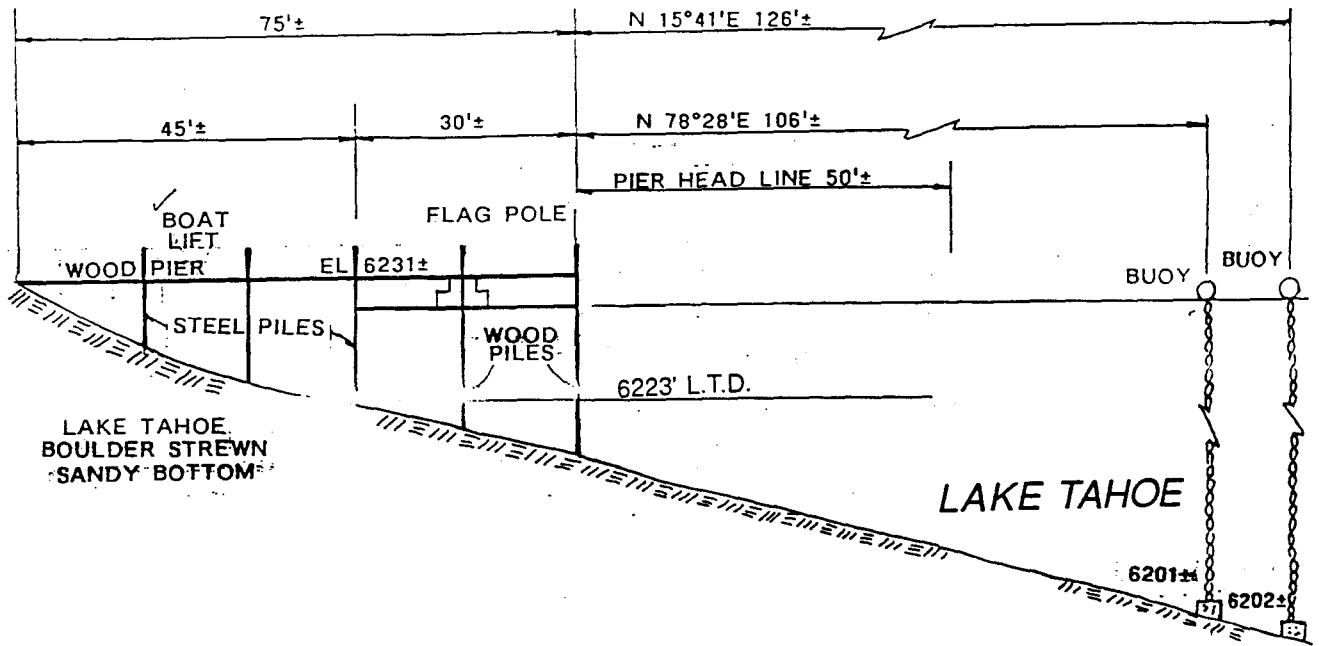 75'±
N 15°41'E 126'±
45'±
30'±
N 78°28'E 106'±
PIER HEAD LINE 50'±
BOAT
LIFT
FLAG POLE
WOOD PIER
EL 6231±
BUOY
BUOY
STEEL PILES
WOOD
PILES
6223' L.T.D.
LAKE TAHOE
BOULDER STREWN
SANDY BOTTOM
LAKE TAHOE
6201±
6202±